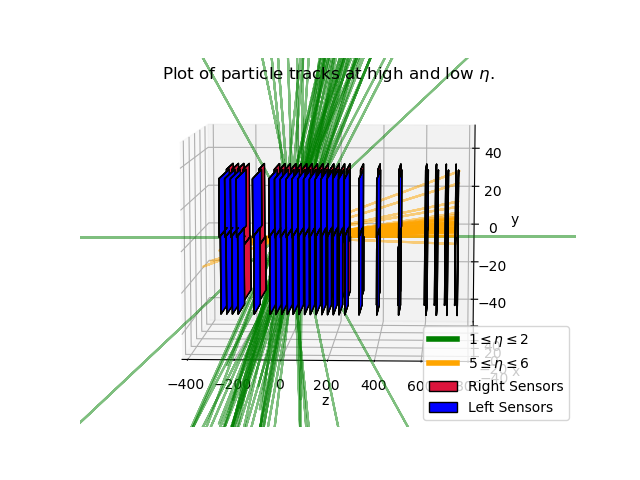 Plot of particle tracks at high and low η.
40
20
0
y
−20
−40
−400
−200
0
200
400
z
1 ≤ η ≤ 2
5 ≤ η ≤ 6
Right Sensors
Left Sensors